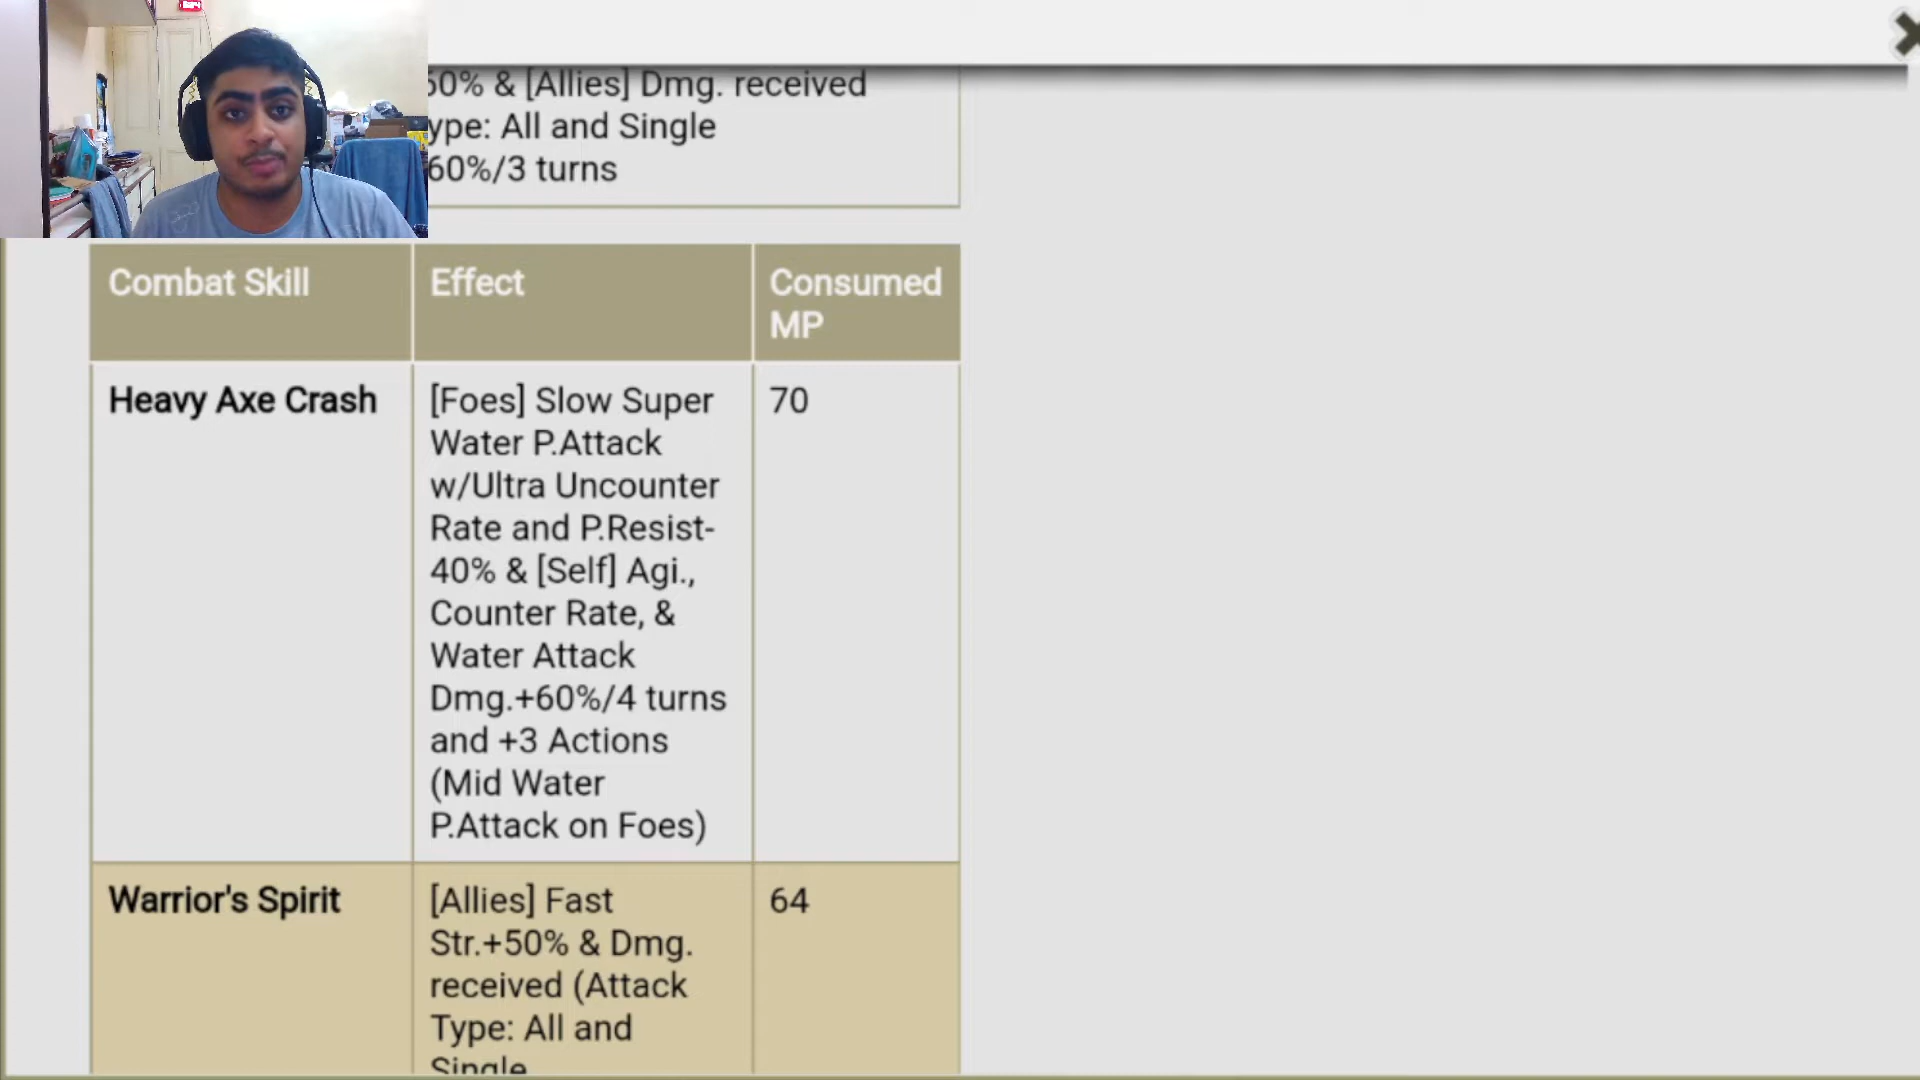 60% & [Allies] Dmg. received
ype: All and Single
60%/3 turns
Combat Skill
Effect
Consumed
MP
Heavy Axe Crash
[Foes] Slow Super
Water P.Attack
w/Ultra Uncounter
Rate and P.Resist-
40% & [Self] Agi.,
Counter Rate, &
Water Attack
Dmg.+60%/4 turns
and +3 Actions
(Mid Water
P.Attack on Foes)
70
Warrior's Spirit
[Allies] Fast
Str.+50% & Dmg.
received (Attack
Type: All and
Single
64